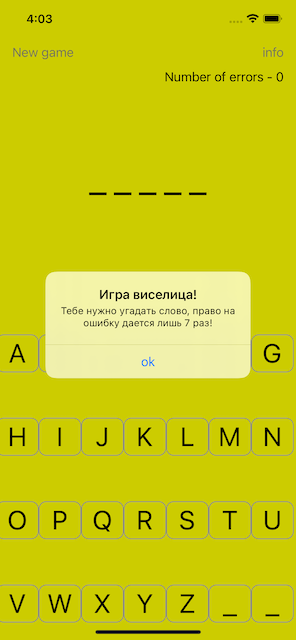 4:03
New game info
Number of errors - 0
_ _ _ _ _
Игра виселица!
Тебе нужно угадать слово, право на
ошибку дается лишь 7 раз!
ok
A G
H I J K L M N
O P Q R S T U
V W X Y Z _ _